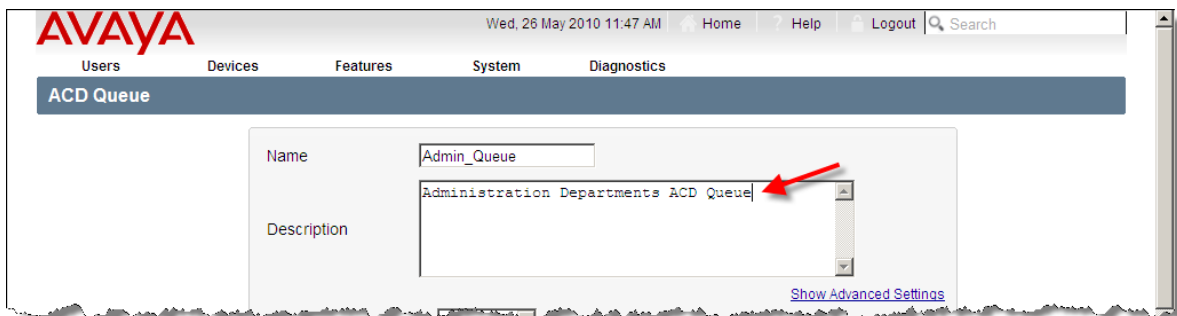 AVAYA
Wed, 26 May 2010 11:47 AM Home ? Help Logout Search
Users Devices Features System Diagnostics
ACD Queue
Name Admin_Queue
Administration Departments ACD Queue
Description
Show Advanced Settings